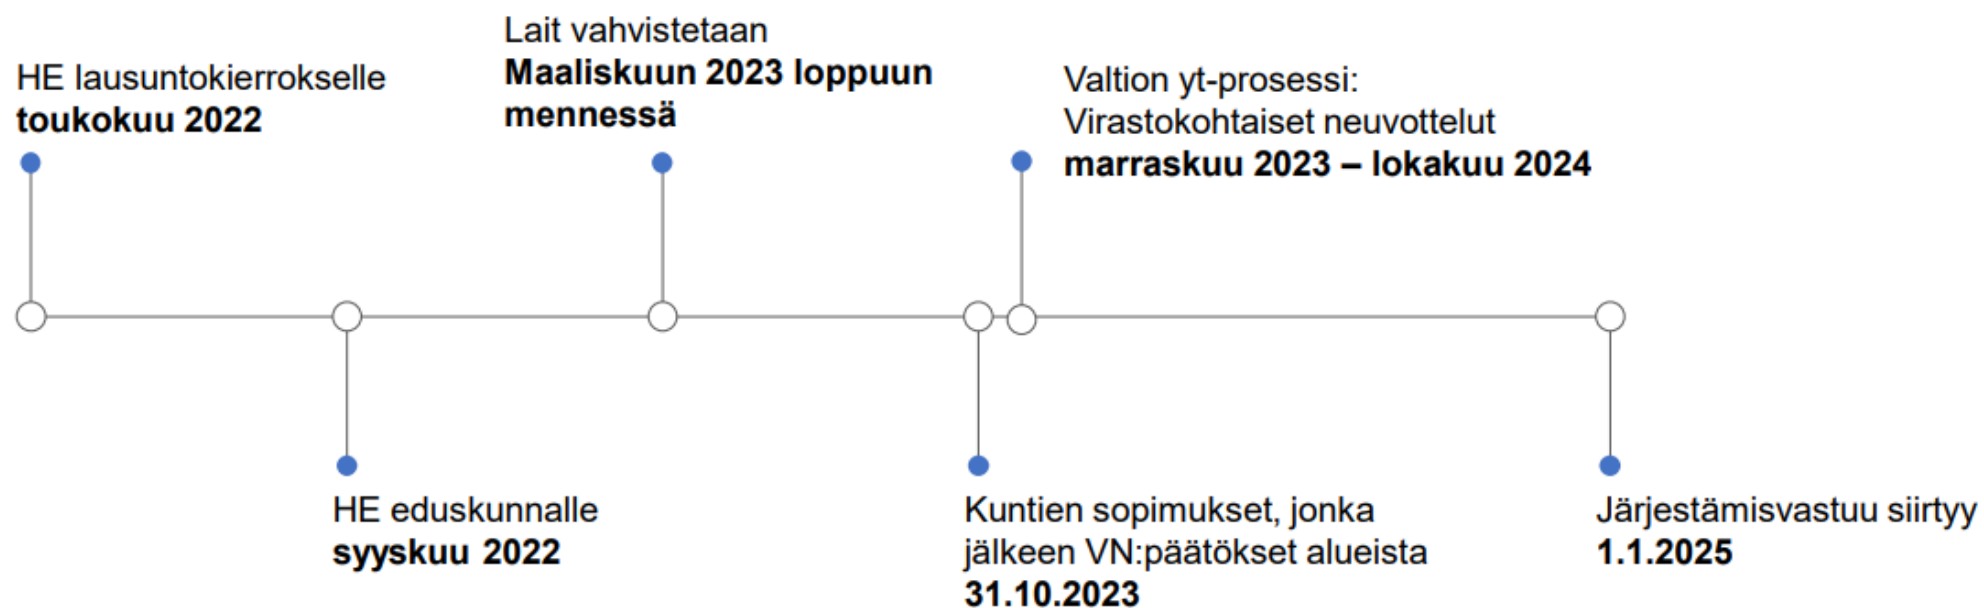 HE lausuntokierrokselle
toukokuu 2022
Lait vahvistetaan
Maaliskuun 2023 loppuun
mennessä
Valtion yt-prosessi:
Virastokohtaiset neuvottelut
marraskuu 2023 – lokakuu 2024
HE eduskunnalle
syyskuu 2022
Kuntien sopimukset, jonka
jälkeen VN:päätökset alueista
31.10.2023
Järjestämisvastuu siirtyy
1.1.2025